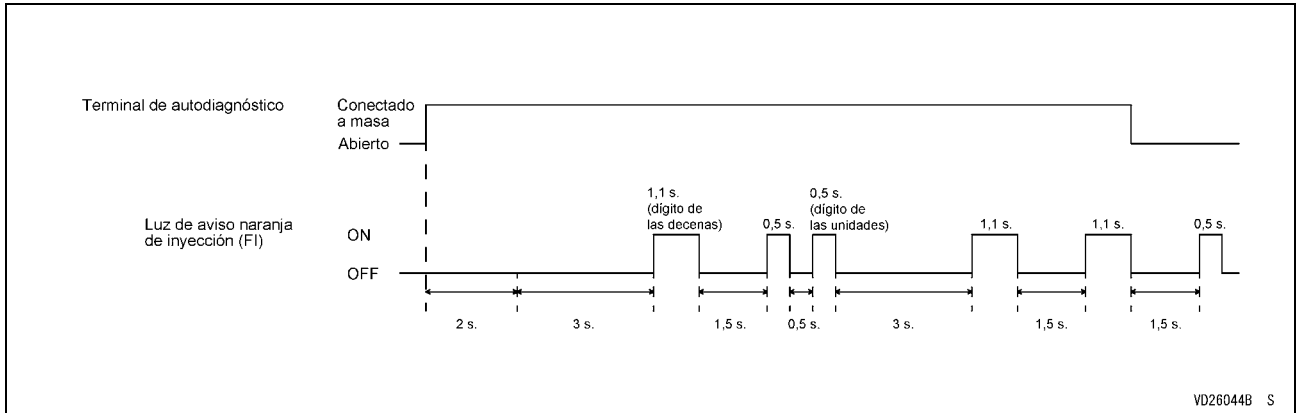 Terminal de autodiagnóstico
Conectado
a masa
Abierto
Luz de aviso naranja
de inyección (FI)
ON
OFF
1,1 s.
(dígito de
las decenas)
0,5 s.
0,5 s.
(dígito de
las unidades)
1,1 s.
1,1 s.
0,5 s.
2 s.
3 s.
1,5 s.
0,5 s.
3 s.
1,5 s.
1,5 s.
VD26044B S